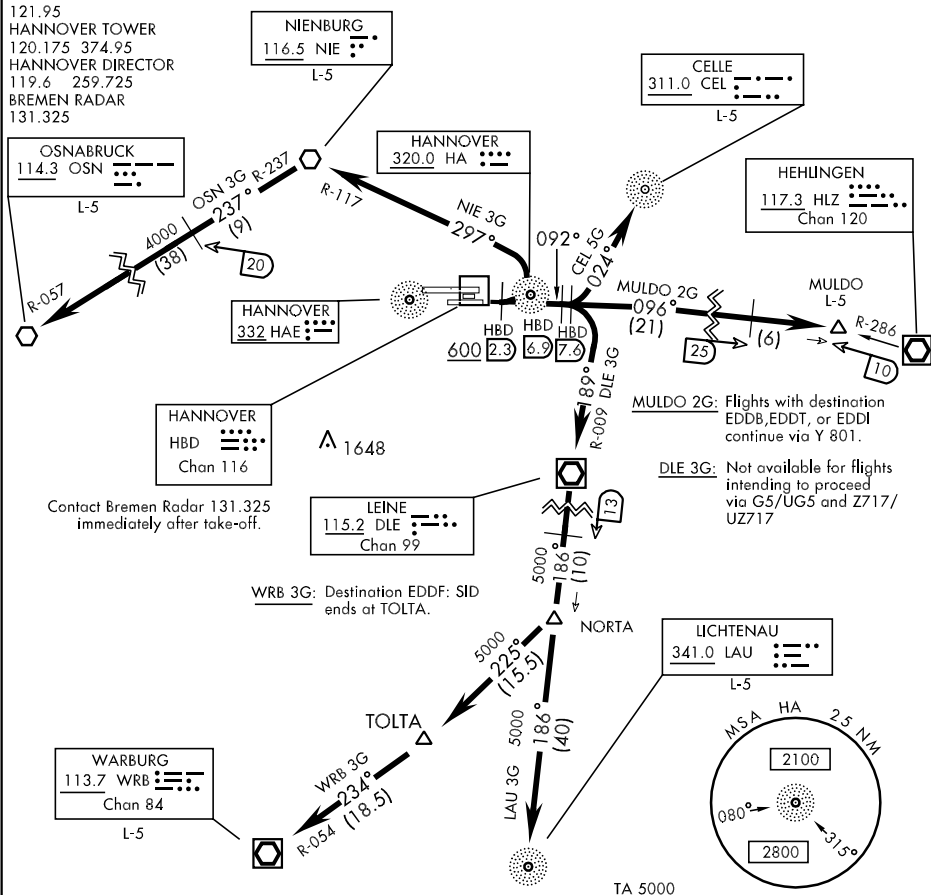 121.95
HANNOVER TOWER
120.175 374.95
HANNOVER DIRECTOR
119.6 259.725
BREMEN RADAR
131.325
NIENBURG
116.5 NIE
L-5
CELLE
311.0 CEL
L-5
OSNABRUCK
114.3 OSN
L-5
HANNOVER
320.0 HA
HEHLINGEN
117.3 HLZ
Chan 120
OSN 3G
R-237
237°
(9)
4000
(38)
20
R-057
R-117
NIE 3G
297°
092°
CEL 5G
024°
MULDO 2G
096°
(21)
MULDO
L-5
R-286
(6)
25
10
HANNOVER
332 HAE
HBD
2.3
HBD
6.9
HBD
7.6
600
189°
R-009 DLE 3G
HANNOVER
HBD
Chan 116
1648
MULDO 2G: Flights with destination
EDDB,EDDT, or EDDI
continue via Y 801.
DLE 3G: Not available for flights
intending to proceed
via G5/UG5 and Z717/
UZ717
Contact Bremen Radar 131.325
immediately after take-off.
LEINE
115.2 DLE
Chan 99
13
5000
186°
(10)
WRB 3G: Destination EDDF: SID
ends at TOLTA.
NORTA
LICHTENAU
341.0 LAU
L-5
5000
225°
(15.5)
5000
186°
(40)
LAU 3G
TOLTA
WARBURG
113.7 WRB
Chan 84
L-5
WRB 3G
234°
R-054
(18.5)
MSA HA 25 NM
2100
080°
315°
2800
TA 5000